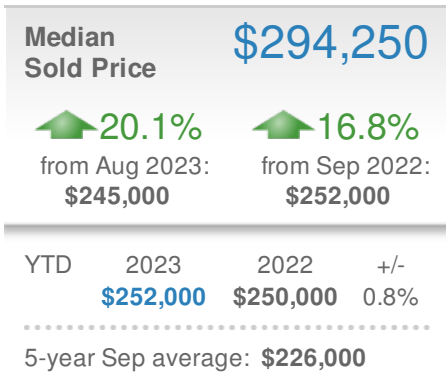 Median $294,250
Sold Price
20.1% 16.8%
from Aug 2023: from Sep 2022:
$245,000 $252,000
YTD 2023 2022 +/-
$252,000 $250,000 0.8%
5-year Sep average: $226,000